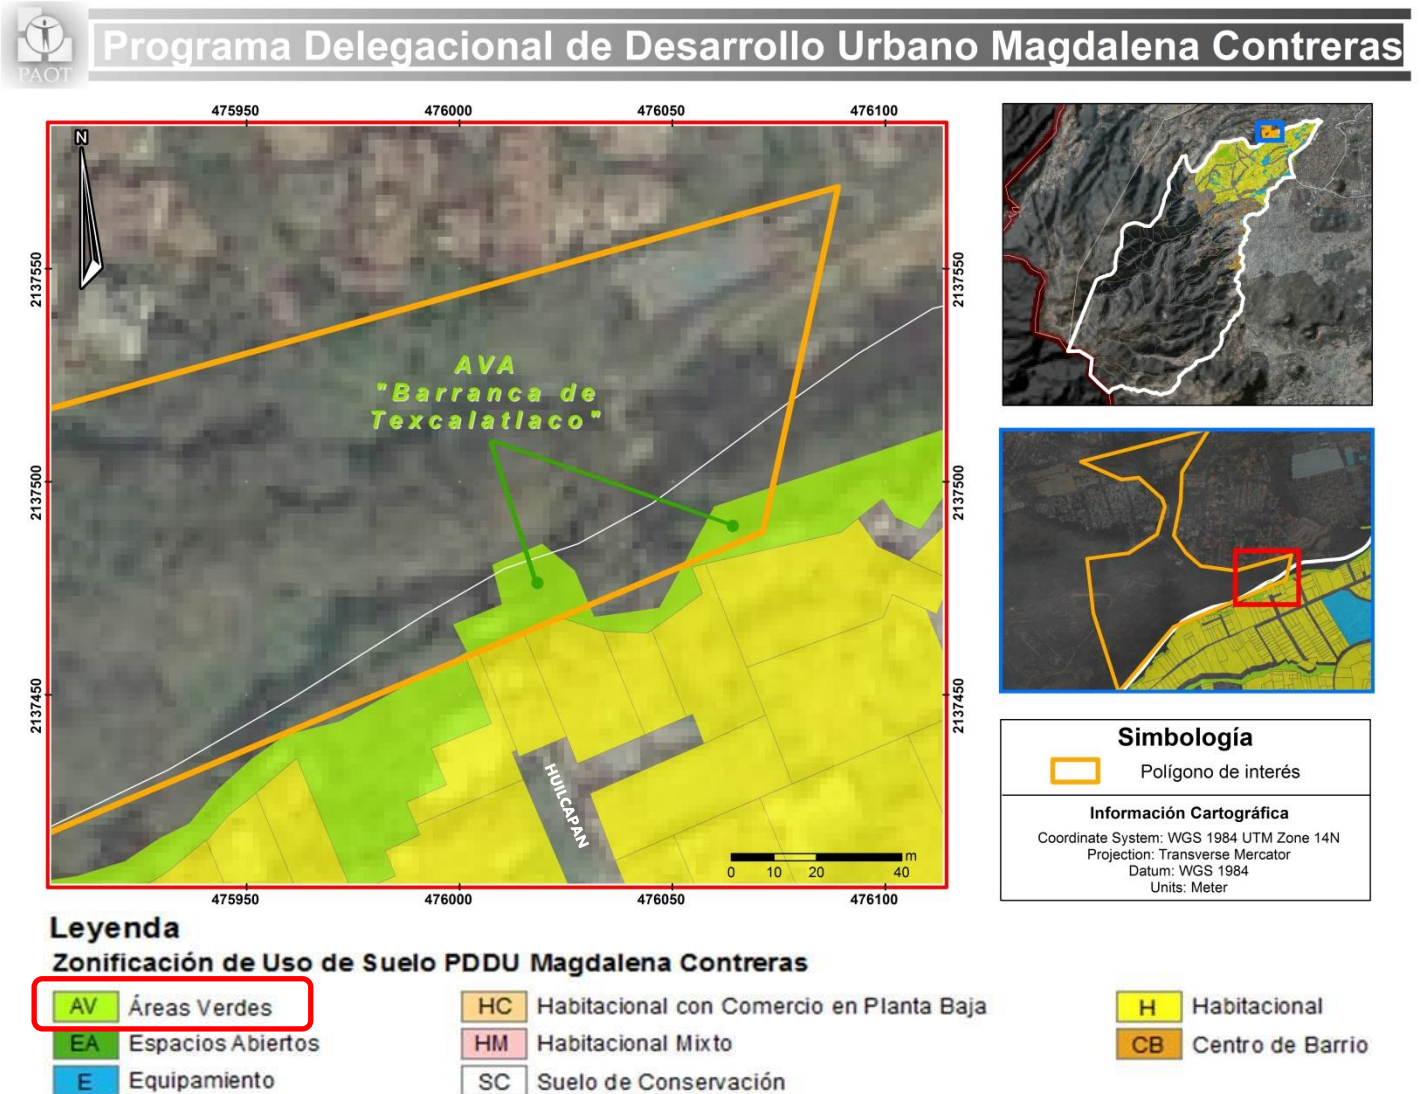 PAOT
Programa Delegacional de Desarrollo Urbano Magdalena Contreras
475950 476000 476050 476100
N
2137550 2137550
AVA
"Barranca de
Texcalatlaco"
2137500 2137500
2137450 2137450
HUILCAPAN
m
0 10 20 40
475950 476000 476050 476100
Simbología
Polígono de interés
Información Cartográfica
Coordinate System: WGS 1984 UTM Zone 14N
Projection: Transverse Mercator
Datum: WGS 1984
Units: Meter
Leyenda
Zonificación de Uso de Suelo PDDU Magdalena Contreras
AV Áreas Verdes
EA Espacios Abiertos
E Equipamiento
HC Habitacional con Comercio en Planta Baja
HM Habitacional Mixto
SC Suelo de Conservación
H Habitacional
CB Centro de Barrio